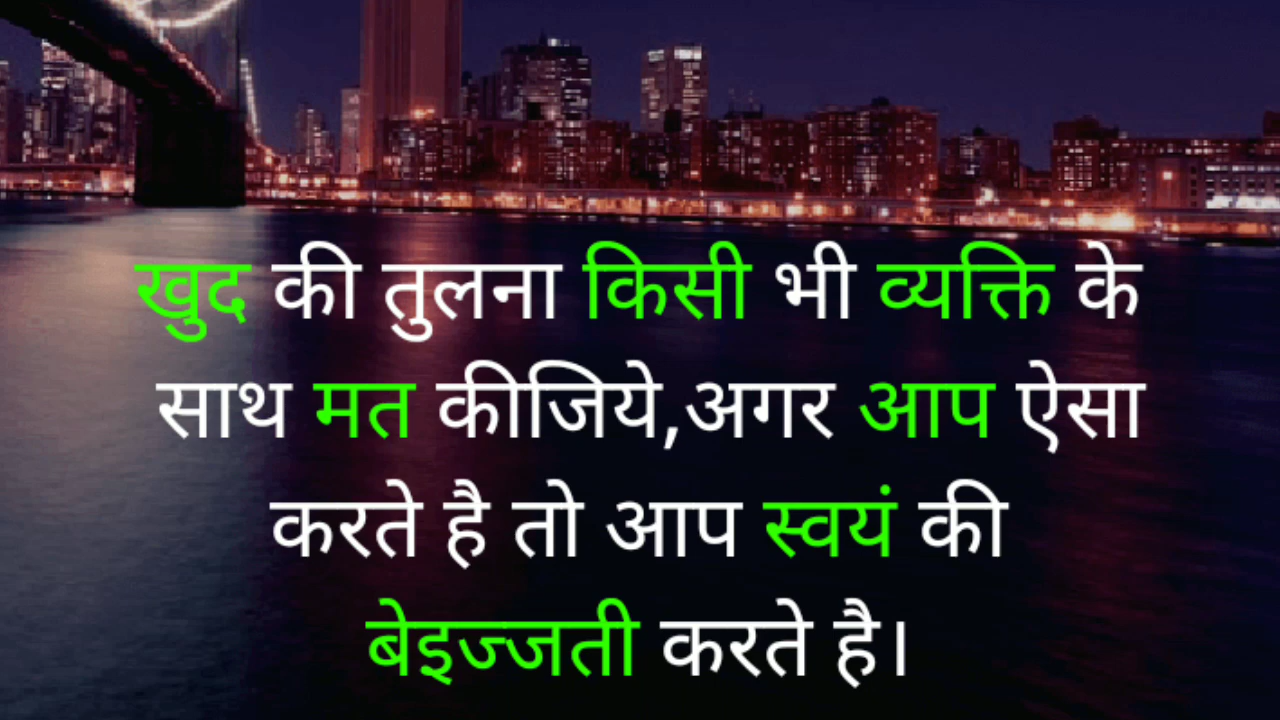 खुद की तुलना किसी भी व्यक्ति के
साथ मत कीजिये,अगर आप ऐसा
करते है तो आप स्वयं की
बेइज्जती करते है।